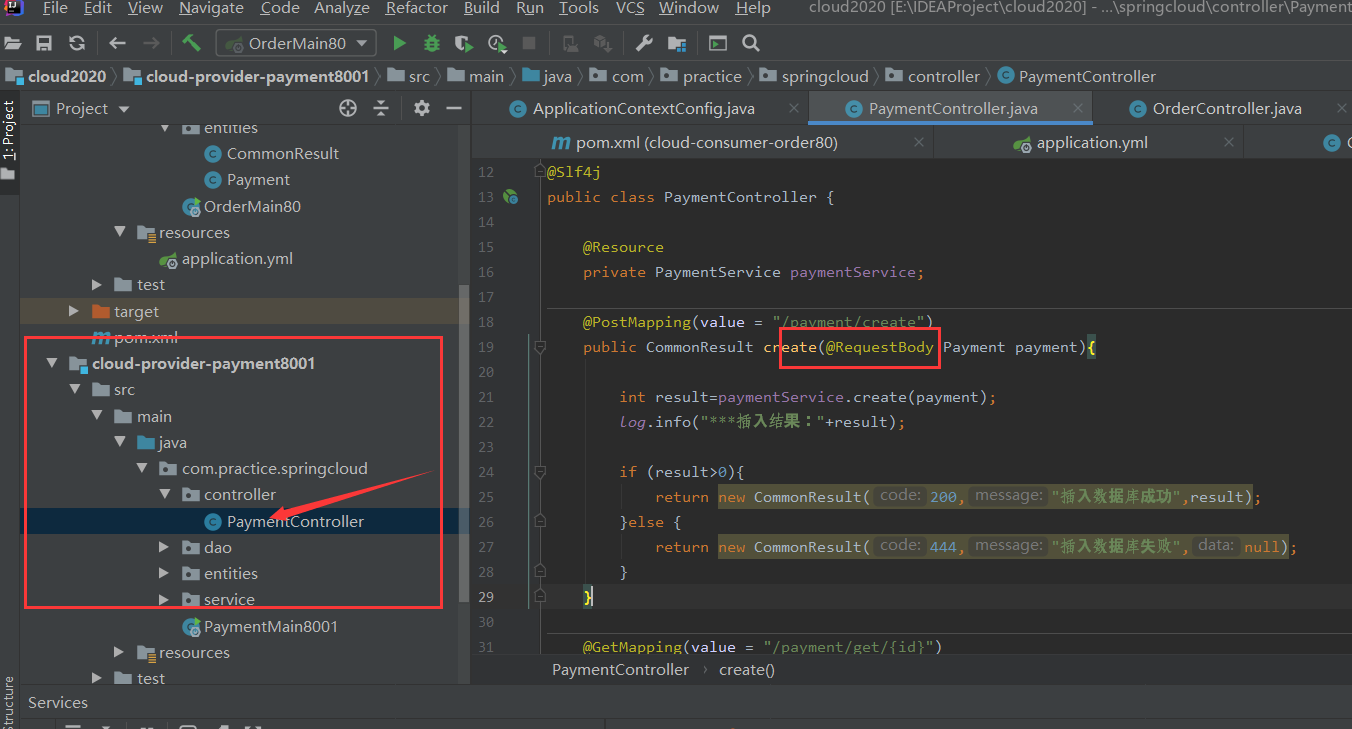 File Edit View Navigate Code Analyze Refactor Build Run Tools VCS Window Help cloud2020 [E:\IDEAProject\cloud2020] - ...\springcloud\controller\Payment
OrderMain80
cloud2020 cloud-provider-payment8001 src main java com practice springcloud controller PaymentController
1: Project
Project
ApplicationContextConfig.java PaymentController.java OrderController.java
pom.xml (cloud-consumer-order80) application.yml
entities
CommonResult
Payment
OrderMain80
resources
application.yml
test
target
pom.xml
cloud-provider-payment8001
src
main
java
com.practice.springcloud
controller
PaymentController
dao
entities
service
PaymentMain8001
resources
test
12 @Slf4j
13 public class PaymentController {
14
15 @Resource
16 private PaymentService paymentService;
17
18 @PostMapping(value = "/payment/create")
19 public CommonResult create(@RequestBody Payment payment){
20
21 int result=paymentService.create(payment);
22 log.info("***插入结果："+result);
23
24 if (result>0){
25 return new CommonResult( code: 200, message: "插入数据库成功",result);
26 }else {
27 return new CommonResult( code: 444, message: "插入数据库失败", data: null);
28 }
29 }
30
31 @GetMapping(value = "/payment/get/{id}")
PaymentController › create()
Structure
Services